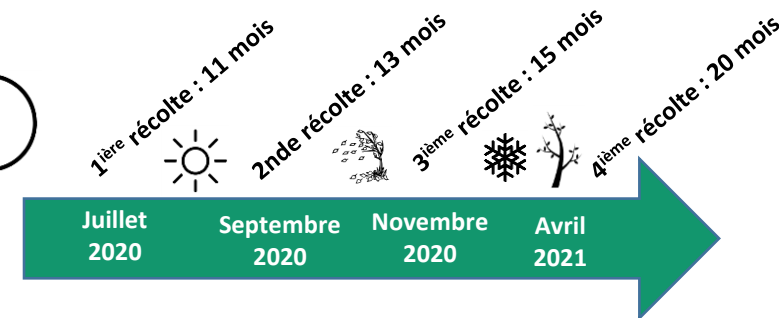 1ière récolte : 11 mois
2nde récolte : 13 mois
3ième récolte : 15 mois
4ième récolte : 20 mois
Juillet
2020
Septembre
2020
Novembre
2020
Avril
2021